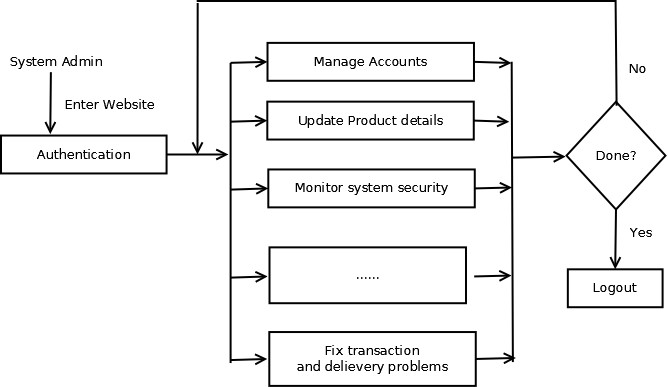 System Admin
Enter Website
Authentication
Manage Accounts
Update Product details
Monitor system security
......
Fix transaction
and delievery problems
No
Done?
Yes
Logout